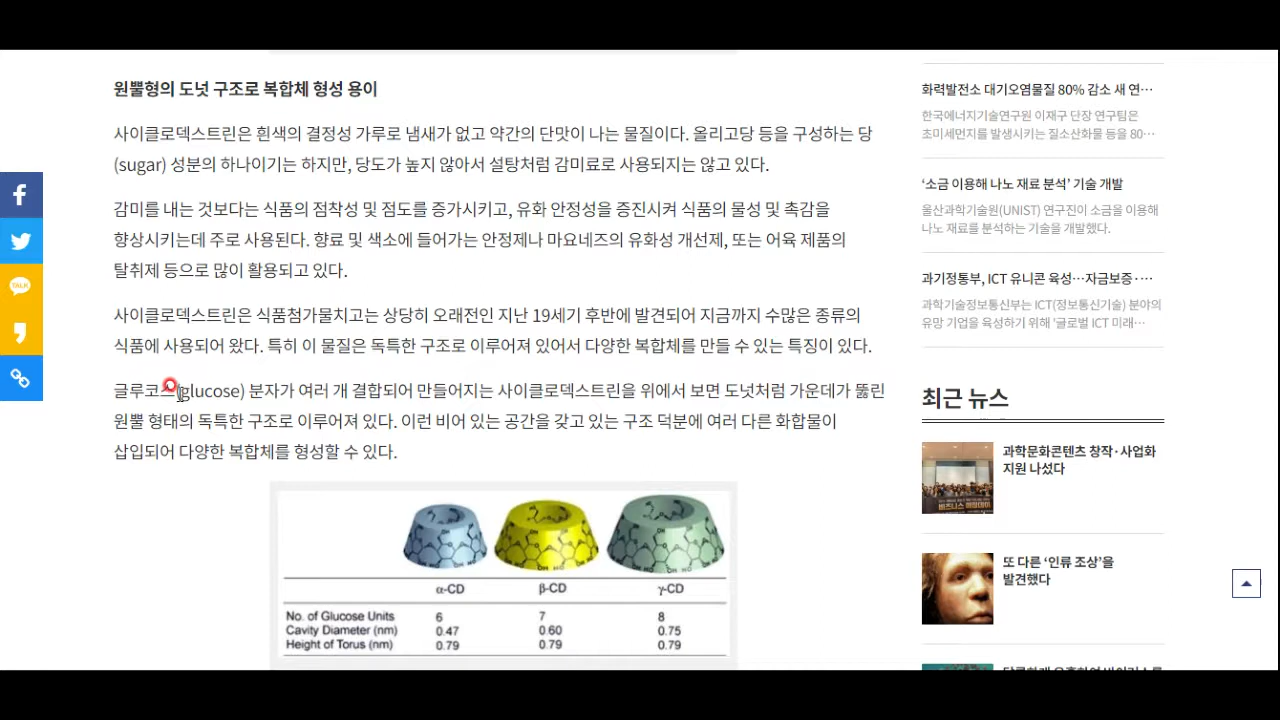 원뿔형의 도넛 구조로 복합체 형성 용이
사이클로덱스트린은 흰색의 결정성 가루로 냄새가 없고 약간의 단맛이 나는 물질이다. 올리고당 등을 구성하는 당
(sugar) 성분의 하나이기는 하지만, 당도가 높지 않아서 설탕처럼 감미료로 사용되지는 않고 있다.
감미를 내는 것보다는 식품의 점착성 및 점도를 증가시키고, 유화 안정성을 증진시켜 식품의 물성 및 촉감을
향상시키는데 주로 사용된다. 향료 및 색소에 들어가는 안정제나 마요네즈의 유화성 개선제, 또는 어육 제품의
탈취제 등으로 많이 활용되고 있다.
사이클로덱스트린은 식품첨가물치고는 상당히 오래전인 지난 19세기 후반에 발견되어 지금까지 수많은 종류의
식품에 사용되어 왔다. 특히 이 물질은 독특한 구조로 이루어져 있어서 다양한 복합체를 만들 수 있는 특징이 있다.
글루코스(glucose) 분자가 여러 개 결합되어 만들어지는 사이클로덱스트린을 위에서 보면 도넛처럼 가운데가 뚫린
원뿔 형태의 독특한 구조로 이루어져 있다. 이런 비어 있는 공간을 갖고 있는 구조 덕분에 여러 다른 화합물이
삽입되어 다양한 복합체를 형성할 수 있다.
α-CD β-CD γ-CD
No. of Glucose Units 6 7 8
Cavity Diameter (nm) 0.47 0.60 0.75
Height of Torus (nm) 0.79 0.79 0.79
화력발전소 대기오염물질 80% 감소 새 연…
한국에너지기술연구원 이재구 단장 연구팀은
초미세먼지를 발생시키는 질소산화물 등을 80…
‘소금 이용해 나노 재료 분석’ 기술 개발
울산과학기술원(UNIST) 연구진이 소금을 이용해
나노 재료를 분석하는 기술을 개발했다.
과기정통부, ICT 유니콘 육성…자금보증·…
과학기술정보통신부는 ICT(정보통신기술) 분야의
유망 기업을 육성하기 위해 ‘글로벌 ICT 미래…
최근 뉴스
과학문화콘텐츠 창작·사업화
지원 나섰다
또 다른 ‘인류 조상’을
발견했다
TALK